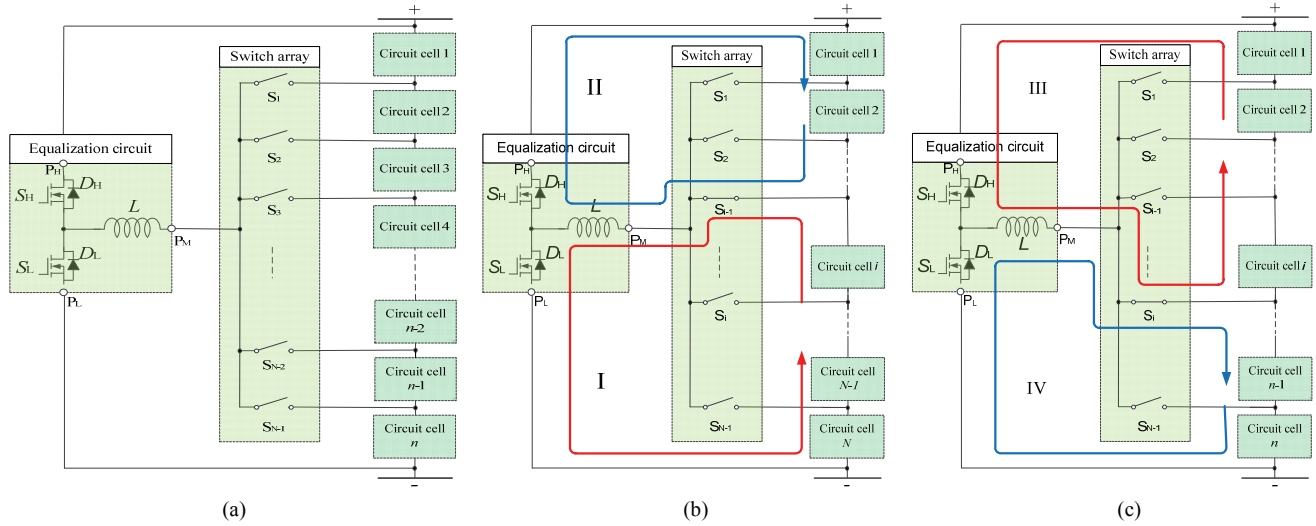 +
Circuit cell 1
Switch array
S1
Circuit cell 2
Equalization circuit
S2
Circuit cell 3
PH
SH
DH
L
S3
Circuit cell 4
PM
SL
DL
PL
Circuit cell
n-2
SN-2
Circuit cell
n-1
SN-1
Circuit cell
n
-
(a)
+
Circuit cell 1
Switch array
II
S1
Circuit cell 2
Equalization circuit
S2
PH
SH
DH
L
Si-1
PM
SL
DL
Circuit cell i
PL
Si
I
Circuit cell
N-1
SN-1
Circuit cell
N
-
(b)
+
Circuit cell 1
Switch array
III
S1
Circuit cell 2
Equalization circuit
S2
PH
SH
DH
L
Si-1
PM
SL
DL
Circuit cell i
PL
Si
IV
Circuit cell
n-1
SN-1
Circuit cell
n
-
(c)